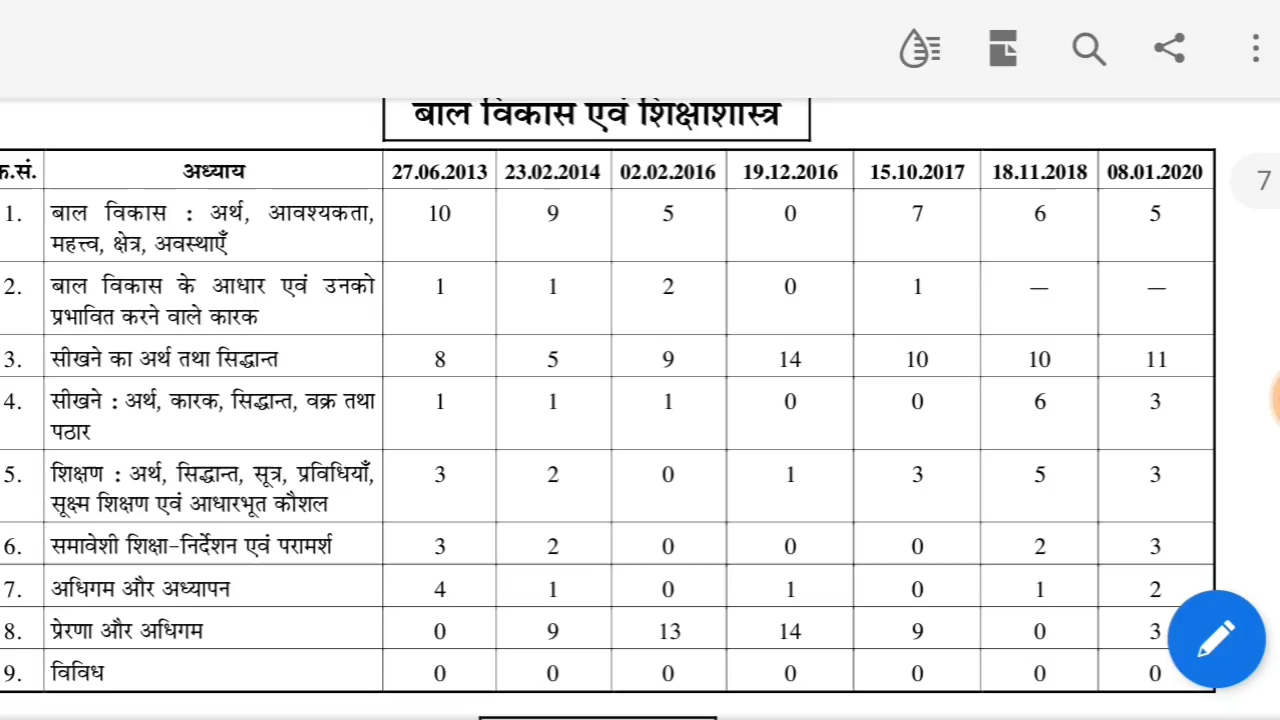 बाल विकास एवं शिक्षाशास्त्र
7
क.सं. अध्याय 27.06.2013 23.02.2014 02.02.2016 19.12.2016 15.10.2017 18.11.2018 08.01.2020
1. बाल विकास : अर्थ, आवश्यकता, 10 9 5 0 7 6 5
महत्त्व, क्षेत्र, अवस्थाएँ
2. बाल विकास के आधार एवं उनको 1 1 2 0 1 — —
प्रभावित करने वाले कारक
3. सीखने का अर्थ तथा सिद्धान्त 8 5 9 14 10 10 11
4. सीखने : अर्थ, कारक, सिद्धान्त, वक्र तथा 1 1 1 0 0 6 3
पठार
5. शिक्षण : अर्थ, सिद्धान्त, सूत्र, प्रविधियाँ, 3 2 0 1 3 5 3
सूक्ष्म शिक्षण एवं आधारभूत कौशल
6. समावेशी शिक्षा-निर्देशन एवं परामर्श 3 2 0 0 0 2 3
7. अधिगम और अध्यापन 4 1 0 1 0 1 2
8. प्रेरणा और अधिगम 0 9 13 14 9 0 3
9. विविध 0 0 0 0 0 0 0